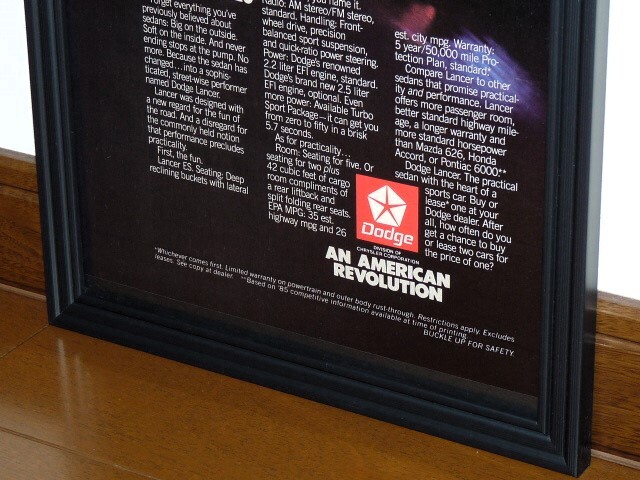 Forget everything you've
previously believed about
sedans: Big on the outside.
Soft on the inside. And never
ending stops at the pump. No
more. Because the sedan has
changed...into a sophis-
ticated, street-wise performer
named Dodge Lancer.
Lancer was designed with
a new regard for the fun of
the road. And a disregard for
the commonly held notion
that performance precludes
practicality.
First, the fun.
Lancer ES. Seating: Deep
reclining buckets with lateral
you name it.
Radio: AM stereo/FM stereo,
standard. Handling: Front-
wheel drive, precision
balanced sport suspension,
and quick-ratio power steering.
Power: Dodge's renowned
2.2 liter EFI engine, standard.
Dodge's brand new 2.5 liter
EFI engine, optional. Even
more power: Available Turbo
Sport Package—it can get you
from zero to fifty in a brisk
5.7 seconds.
As for practicality...
Room: Seating for five. Or
seating for two plus
42 cubic feet of cargo
room compliments of
a rear liftback and
split folding rear seats.
EPA MPG: 35 est.
highway mpg and 26
est. city mpg. Warranty:
5 year/50,000 mile Pro-
tection Plan, standard.*
Compare Lancer to other
sedans that promise practical-
ity and performance. Lancer
offers more passenger room,
better standard highway mile-
age, a longer warranty and
more standard horsepower
than Mazda 626, Honda
Accord, or Pontiac 6000**
Dodge Lancer. The practical
sedan with the heart of a
sports car. Buy or
lease* one at your
Dodge dealer. After
all, how often do you
get a chance to buy
or lease two cars for
the price of one?
Dodge
DIVISION OF
CHRYSLER CORPORATION
AN AMERICAN
REVOLUTION
*Whichever comes first. Limited warranty on powertrain and outer body rust-through. Restrictions apply. Excludes
leases. See copy at dealer. **Based on '85 competitive information available at time of printing.
BUCKLE UP FOR SAFETY.